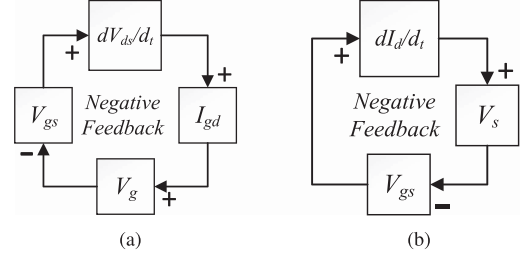 dV_ds/d_t
+
+
V_gs
Negative
Feedback
I_gd
-
V_g
+
(a)
dI_d/d_t
+
+
Negative
Feedback
V_s
V_gs
-
(b)